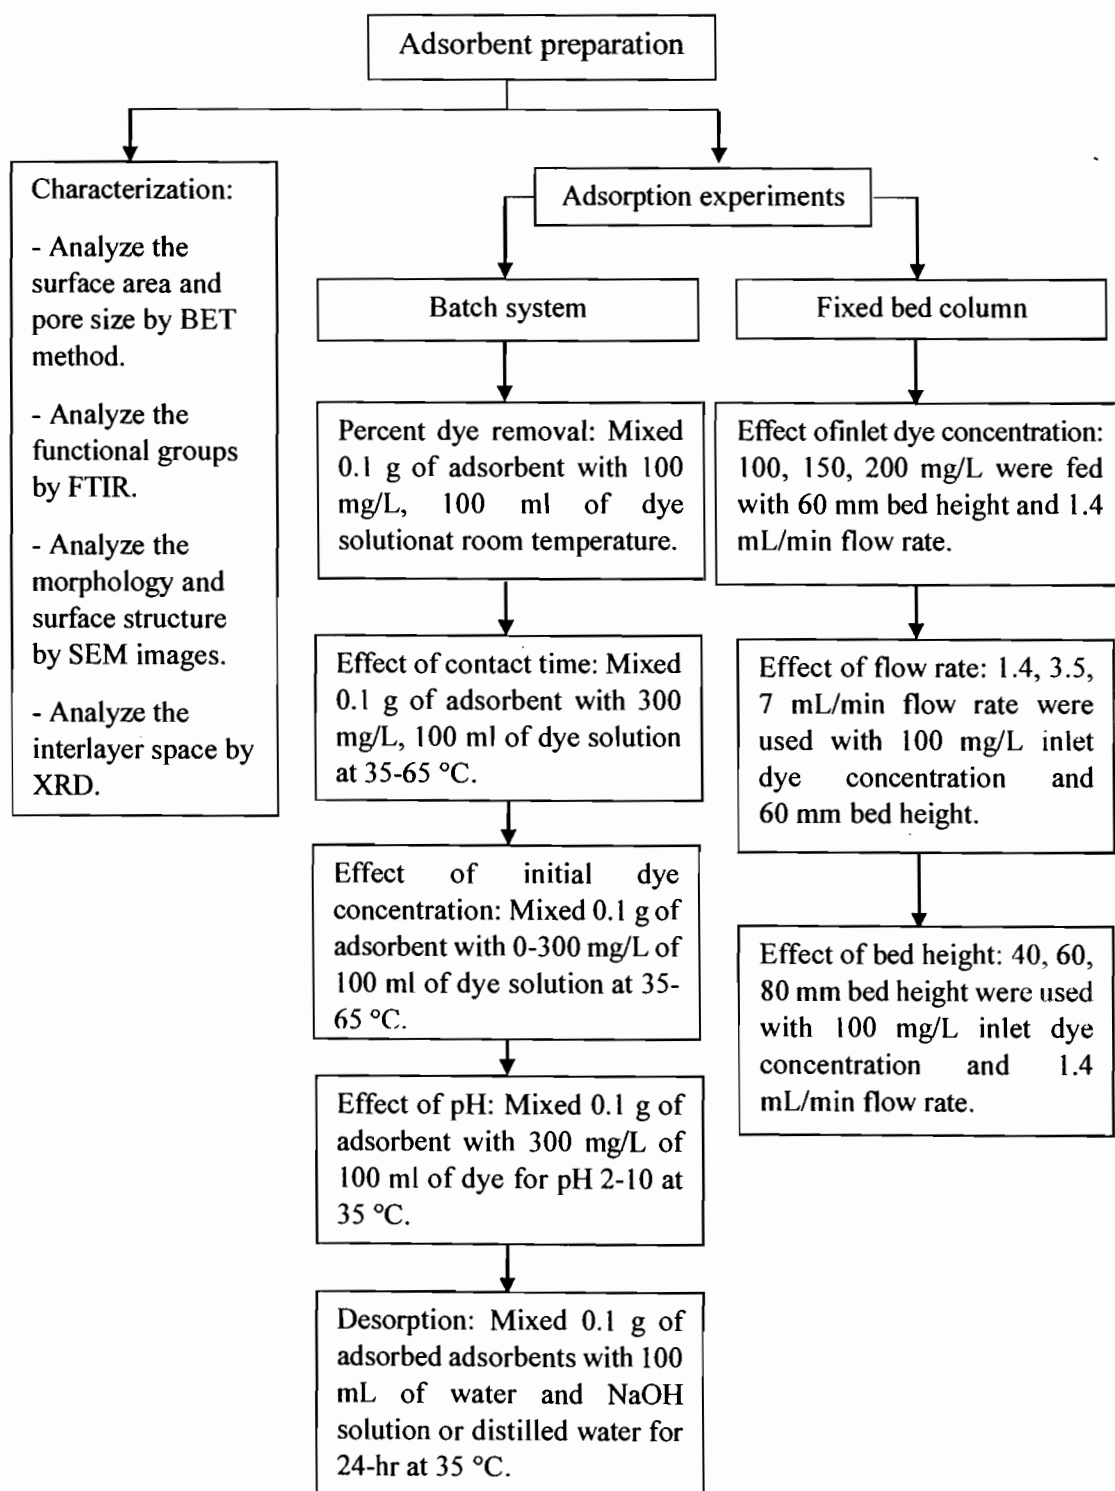 Adsorbent preparation
Characterization:
- Analyze the
surface area and
pore size by BET
method.
- Analyze the
functional groups
by FTIR.
- Analyze the
morphology and
surface structure
by SEM images.
- Analyze the
interlayer space by
XRD.
Adsorption experiments
Batch system
Percent dye removal: Mixed
0.1 g of adsorbent with 100
mg/L, 100 ml of dye
solutionat room temperature.
Effect of contact time: Mixed
0.1 g of adsorbent with 300
mg/L, 100 ml of dye solution
at 35-65 °C.
Effect of initial dye
concentration: Mixed 0.1 g of
adsorbent with 0-300 mg/L of
100 ml of dye solution at 35-
65 °C.
Effect of pH: Mixed 0.1 g of
adsorbent with 300 mg/L of
100 ml of dye for pH 2-10 at
35 °C.
Desorption: Mixed 0.1 g of
adsorbed adsorbents with 100
mL of water and NaOH
solution or distilled water for
24-hr at 35 °C.
Fixed bed column
Effect ofinlet dye concentration:
100, 150, 200 mg/L were fed
with 60 mm bed height and 1.4
mL/min flow rate.
Effect of flow rate: 1.4, 3.5,
7 mL/min flow rate were
used with 100 mg/L inlet
dye concentration and
60 mm bed height.
Effect of bed height: 40, 60,
80 mm bed height were used
with 100 mg/L inlet dye
concentration and 1.4
mL/min flow rate.